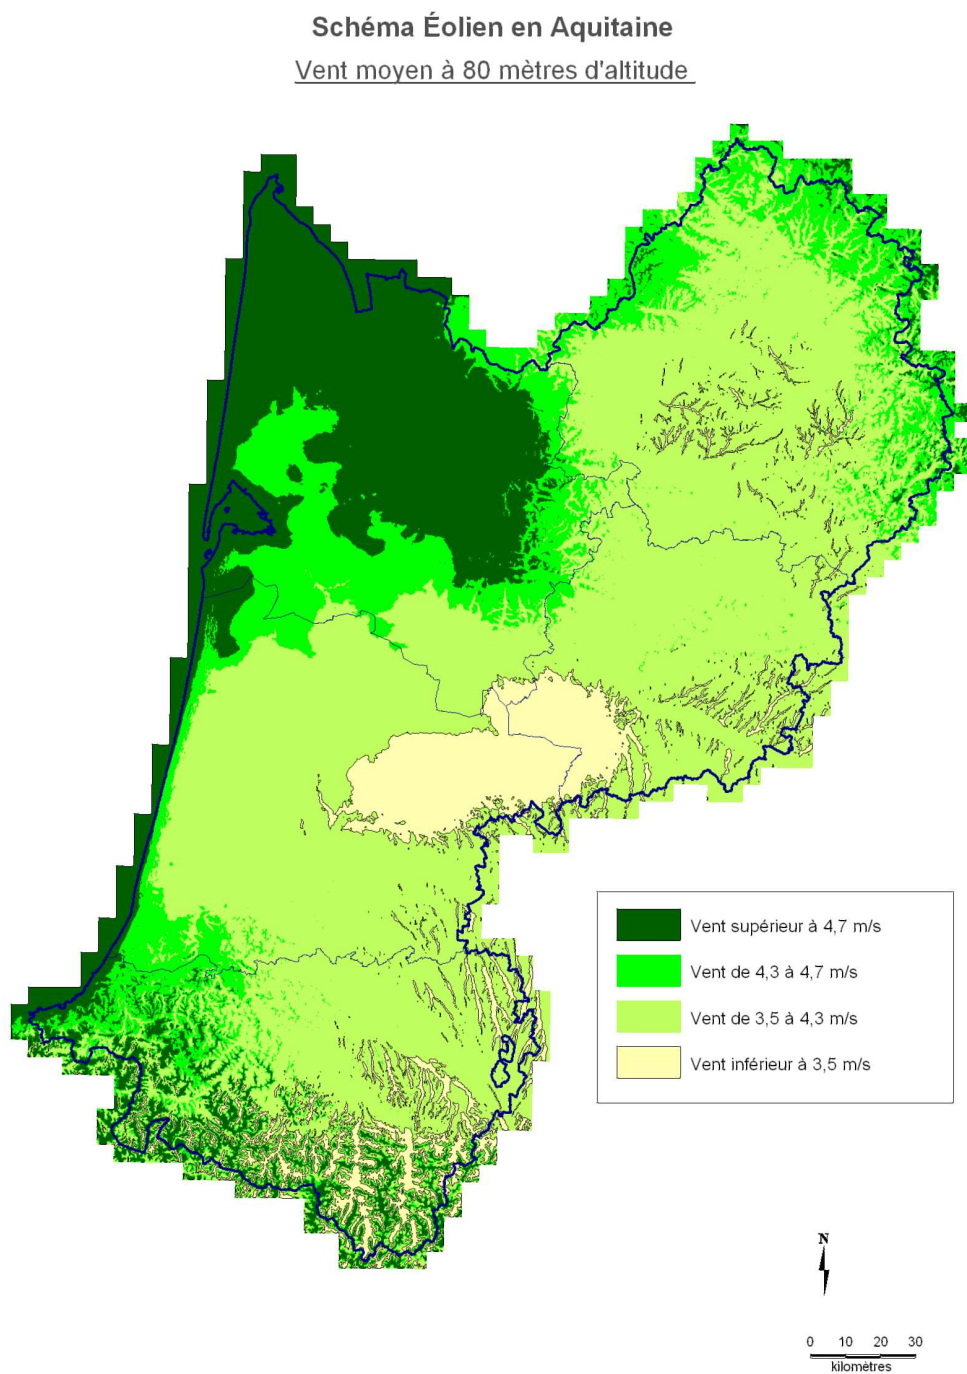 Schéma Éolien en Aquitaine
Vent moyen à 80 mètres d'altitude
Vent supérieur à 4,7 m/s
Vent de 4,3 à 4,7 m/s
Vent de 3,5 à 4,3 m/s
Vent inférieur à 3,5 m/s
N
0 10 20 30
kilomètres